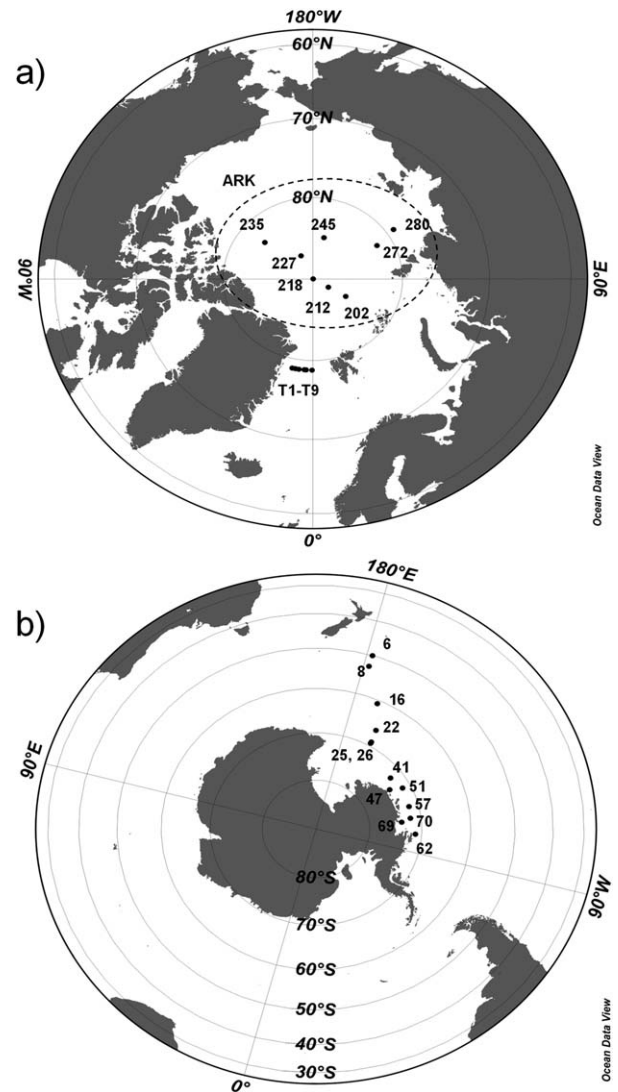 a)
180°W
60°N
70°N
80°N
ARK
235
245
280
227
272
218
212
202
90°W
90°E
T1-T9
0°
Ocean Data View
b)
180°E
6
8
16
22
25, 26
41
51
47
57
70
69
62
90°E
90°W
80°S
70°S
60°S
50°S
40°S
30°S
0°
Ocean Data View